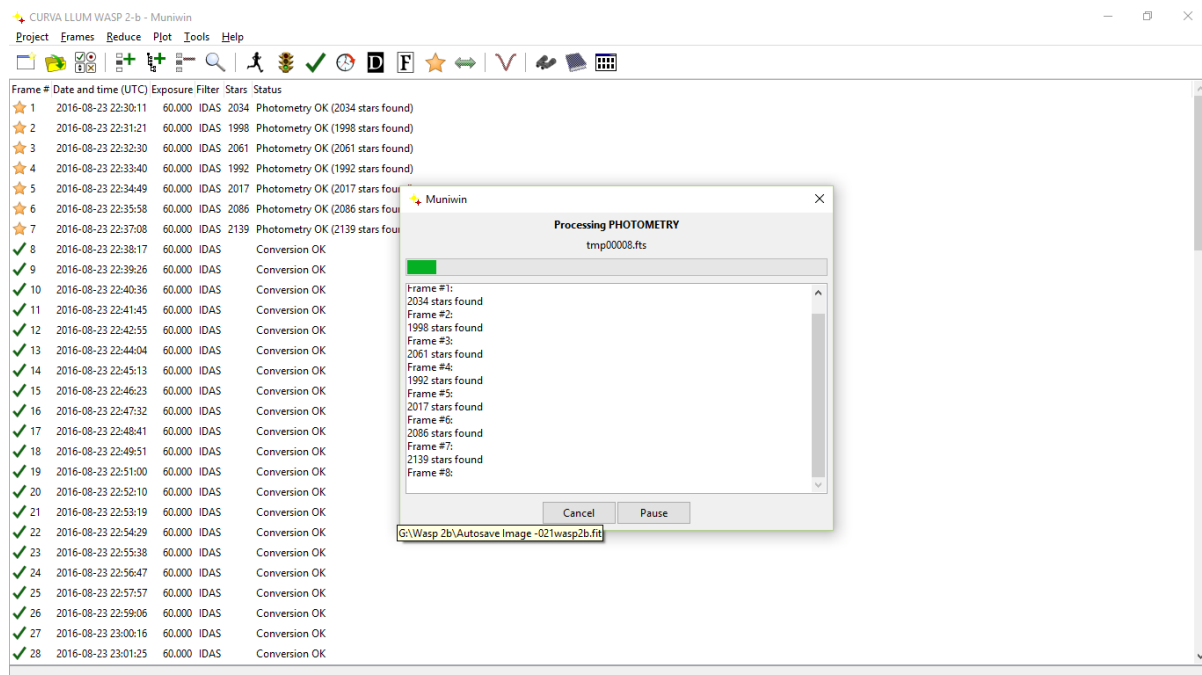 CURVA LLUM WASP 2-b - Muniwin
Project Frames Reduce Plot Tools Help
D F
Frame # Date and time (UTC) Exposure Filter Stars Status
1 2016-08-23 22:30:11 60.000 IDAS 2034 Photometry OK (2034 stars found)
2 2016-08-23 22:31:21 60.000 IDAS 1998 Photometry OK (1998 stars found)
3 2016-08-23 22:32:30 60.000 IDAS 2061 Photometry OK (2061 stars found)
4 2016-08-23 22:33:40 60.000 IDAS 1992 Photometry OK (1992 stars found)
5 2016-08-23 22:34:49 60.000 IDAS 2017 Photometry OK (2017 stars
6 2016-08-23 22:35:58 60.000 IDAS 2086 Photometry OK (2086 stars
7 2016-08-23 22:37:08 60.000 IDAS 2139 Photometry OK (2139 stars
8 2016-08-23 22:38:17 60.000 IDAS Conversion OK
9 2016-08-23 22:39:26 60.000 IDAS Conversion OK
10 2016-08-23 22:40:36 60.000 IDAS Conversion OK
11 2016-08-23 22:41:45 60.000 IDAS Conversion OK
12 2016-08-23 22:42:55 60.000 IDAS Conversion OK
13 2016-08-23 22:44:04 60.000 IDAS Conversion OK
14 2016-08-23 22:45:13 60.000 IDAS Conversion OK
15 2016-08-23 22:46:23 60.000 IDAS Conversion OK
16 2016-08-23 22:47:32 60.000 IDAS Conversion OK
17 2016-08-23 22:48:41 60.000 IDAS Conversion OK
18 2016-08-23 22:49:51 60.000 IDAS Conversion OK
19 2016-08-23 22:51:00 60.000 IDAS Conversion OK
20 2016-08-23 22:52:10 60.000 IDAS Conversion OK
21 2016-08-23 22:53:19 60.000 IDAS Conversion OK
22 2016-08-23 22:54:29 60.000 IDAS Conversion OK
23 2016-08-23 22:55:38 60.000 IDAS Conversion OK
24 2016-08-23 22:56:47 60.000 IDAS Conversion OK
25 2016-08-23 22:57:57 60.000 IDAS Conversion OK
26 2016-08-23 22:59:06 60.000 IDAS Conversion OK
27 2016-08-23 23:00:16 60.000 IDAS Conversion OK
28 2016-08-23 23:01:25 60.000 IDAS Conversion OK
Muniwin
Processing PHOTOMETRY
tmp00008.fts
Frame #1:
2034 stars found
Frame #2:
1998 stars found
Frame #3:
2061 stars found
Frame #4:
1992 stars found
Frame #5:
2017 stars found
Frame #6:
2086 stars found
Frame #7:
2139 stars found
Frame #8:
Cancel Pause
G:\Wasp 2b\Autosave Image -021wasp2b.fit